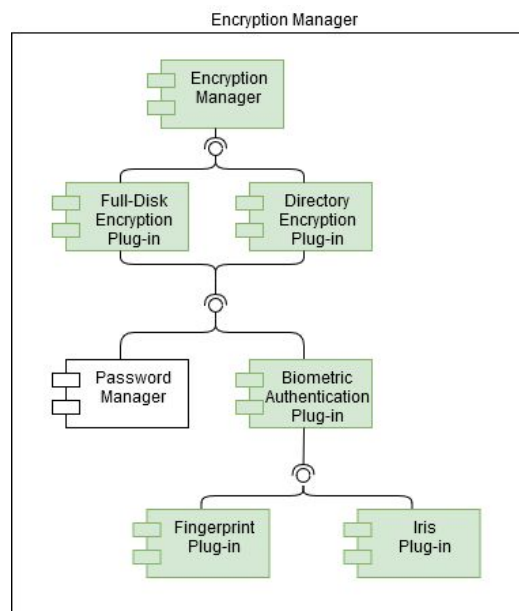 Encryption Manager
Encryption
Manager
Full-Disk
Encryption
Plug-in
Directory
Encryption
Plug-in
Password
Manager
Biometric
Authentication
Plug-in
Fingerprint
Plug-in
Iris
Plug-in